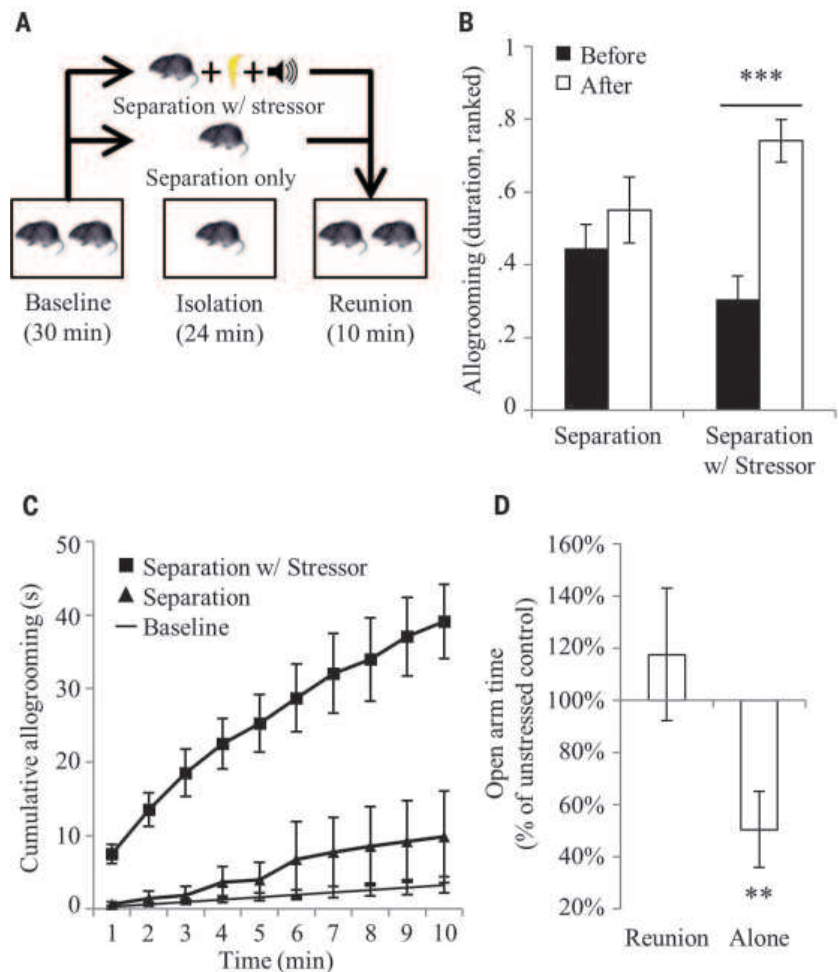 A
+ +
Separation w/ stressor
Separation only
Baseline
(30 min)
Isolation
(24 min)
Reunion
(10 min)
B
Allogrooming (duration, ranked)
1
.8
.6
.4
.2
0
Before
After
***
Separation
Separation
w/ Stressor
C
Cumulative allogrooming (s)
50
40
30
20
10
0
Separation w/ Stressor
Separation
Baseline
1 2 3 4 5 6 7 8 9 10
Time (min)
D
Open arm time
(% of unstressed control)
160%
140%
120%
100%
80%
60%
40%
20%
**
Reunion Alone